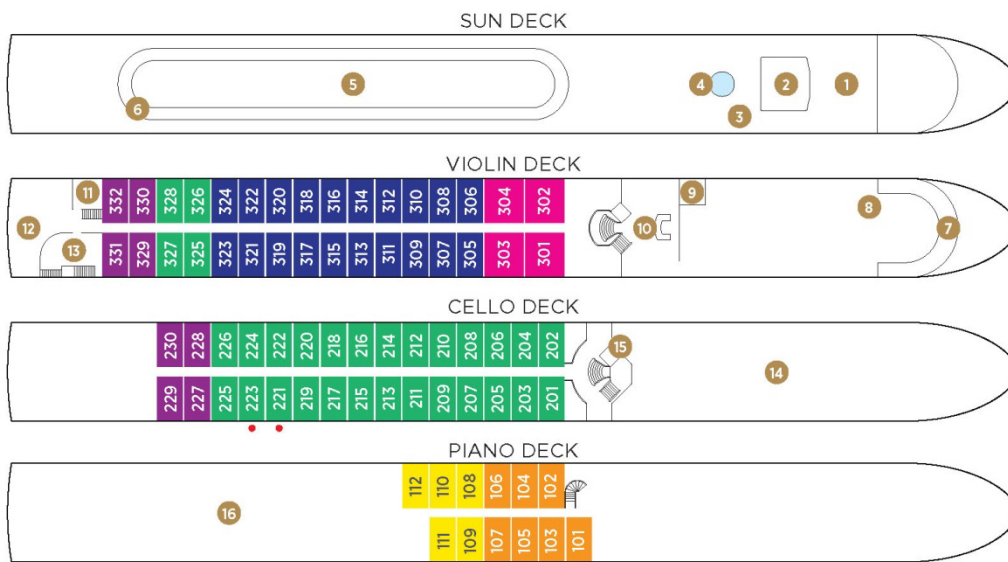 SUN DECK
6 5 4 3 2 1
VIOLIN DECK
11 332 330 328 326 324 322 320 318 316 314 312 310 308 306 304 302 9 8
12 13 10 7
331 329 327 325 323 321 319 317 315 313 311 309 307 305 303 301
CELLO DECK
230 228 226 224 222 220 218 216 214 212 210 208 206 204 202 15
14
229 227 225 223 221 219 217 215 213 211 209 207 205 203 201
PIANO DECK
112 110 108 106 104 102
16
111 109 107 105 103 101